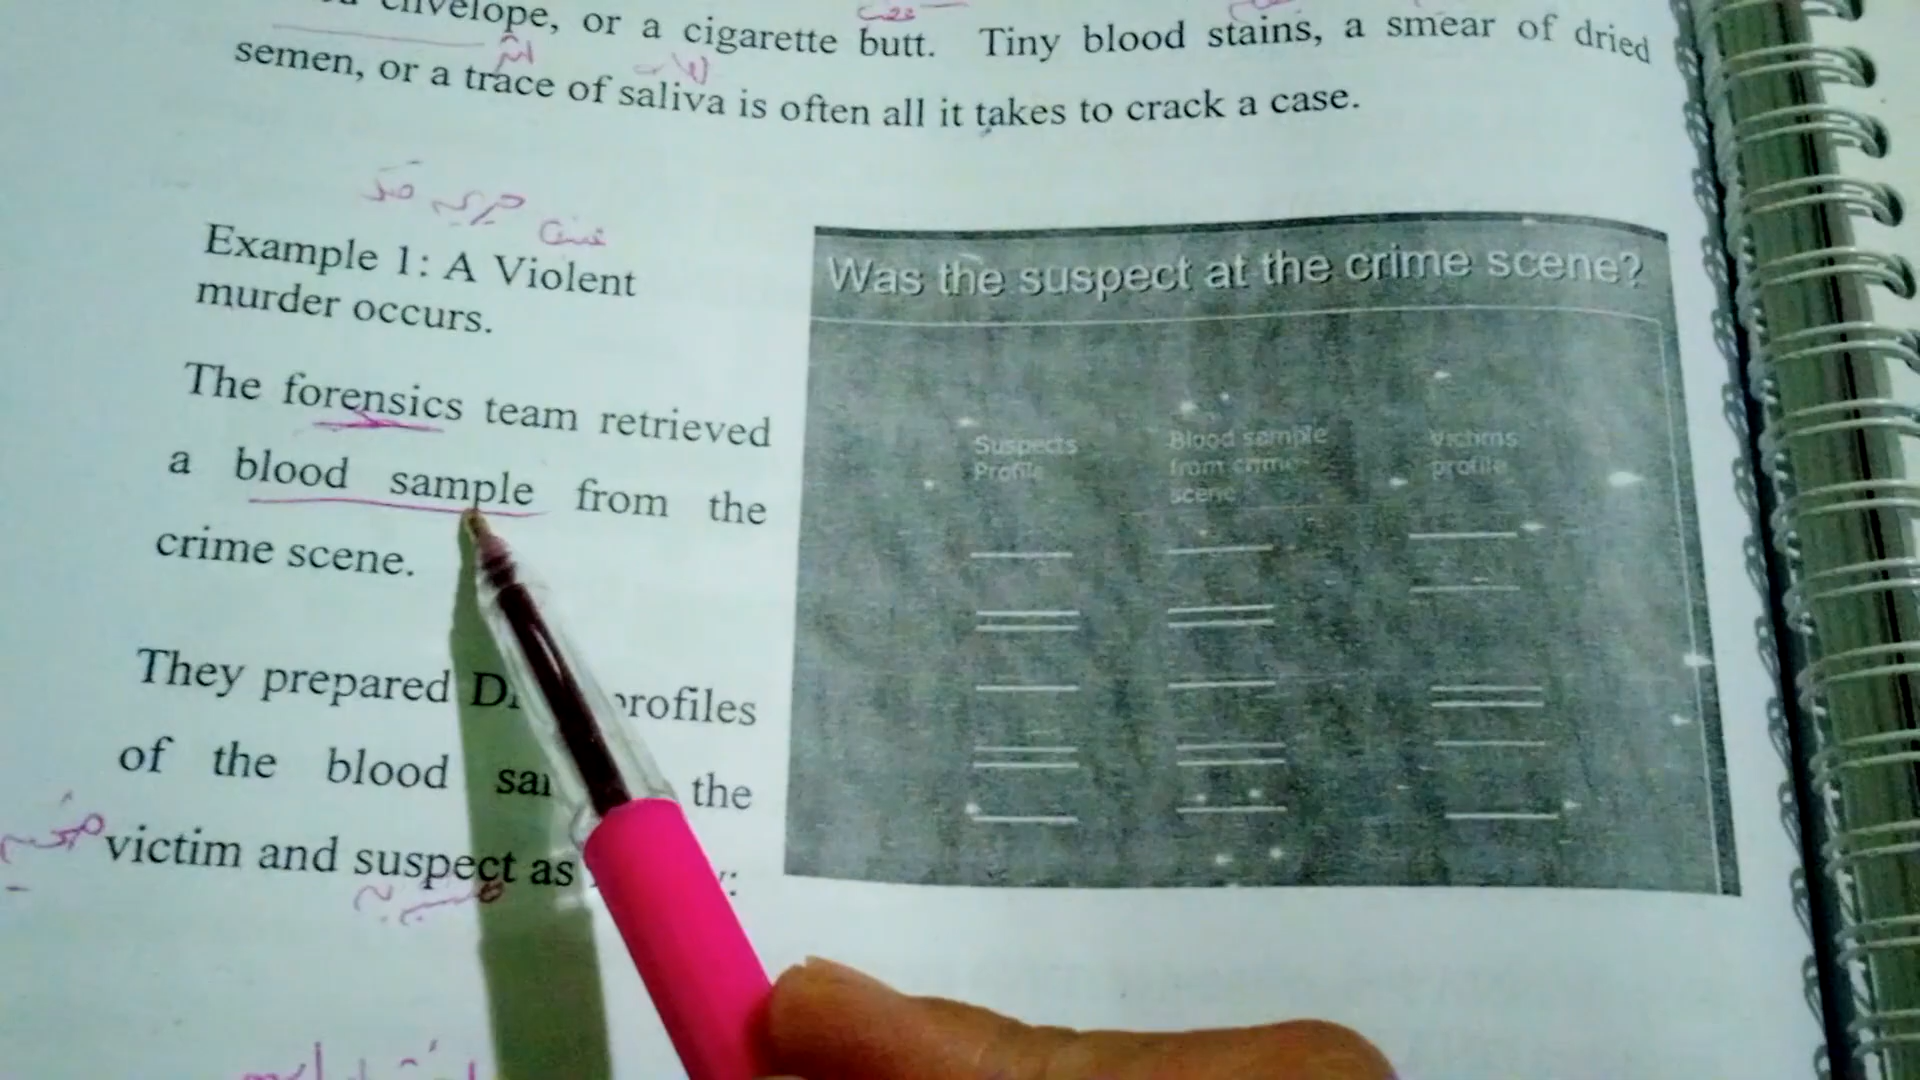 envelope, or a cigarette butt. Tiny blood stains, a smear of dried
semen, or a trace of saliva is often all it takes to crack a case.
Example 1: A Violent
murder occurs.
The forensics team retrieved
a blood sample from the
crime scene.
They prepared profiles
of the blood the
victim and suspect as
Was the suspect at the crime scene?
Suspects
Profile
Blood sample
from crime
scene
Victims
profile